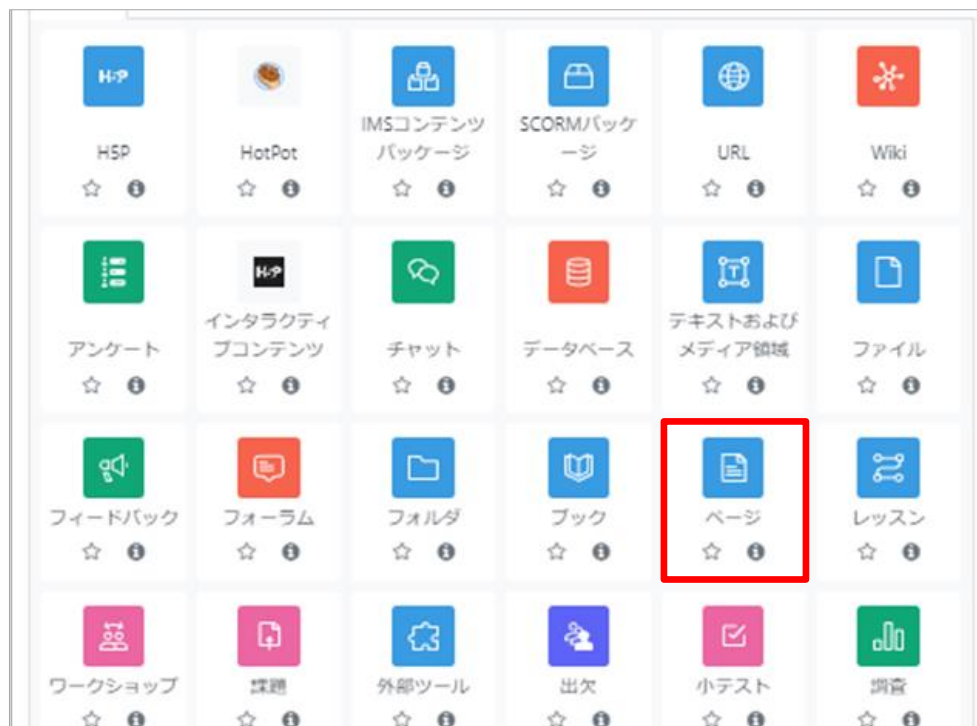 H5P
H5P
HotPot
IMSコンテンツ
パッケージ
SCORMパッケ
ージ
URL
Wiki
アンケート
H5P
インタラクティ
ブコンテンツ
チャット
データベース
T
テキストおよび
メディア領域
ファイル
フィードバック
フォーラム
フォルダ
ブック
ページ
レッスン
ワークショップ
課題
外部ツール
出欠
小テスト
調査